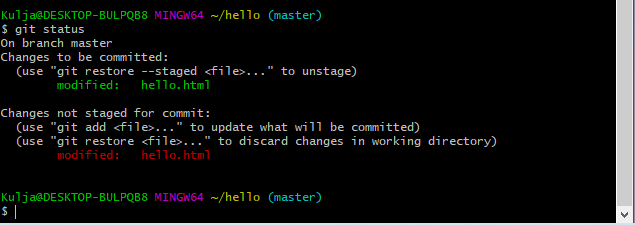 Kulja@DESKTOP-BULPQB8 MINGW64 ~/hello (master)
$ git status
On branch master
Changes to be committed:
  (use "git restore --staged <file>..." to unstage)
        modified:   hello.html

Changes not staged for commit:
  (use "git add <file>..." to update what will be committed)
  (use "git restore <file>..." to discard changes in working directory)
        modified:   hello.html

Kulja@DESKTOP-BULPQB8 MINGW64 ~/hello (master)
$